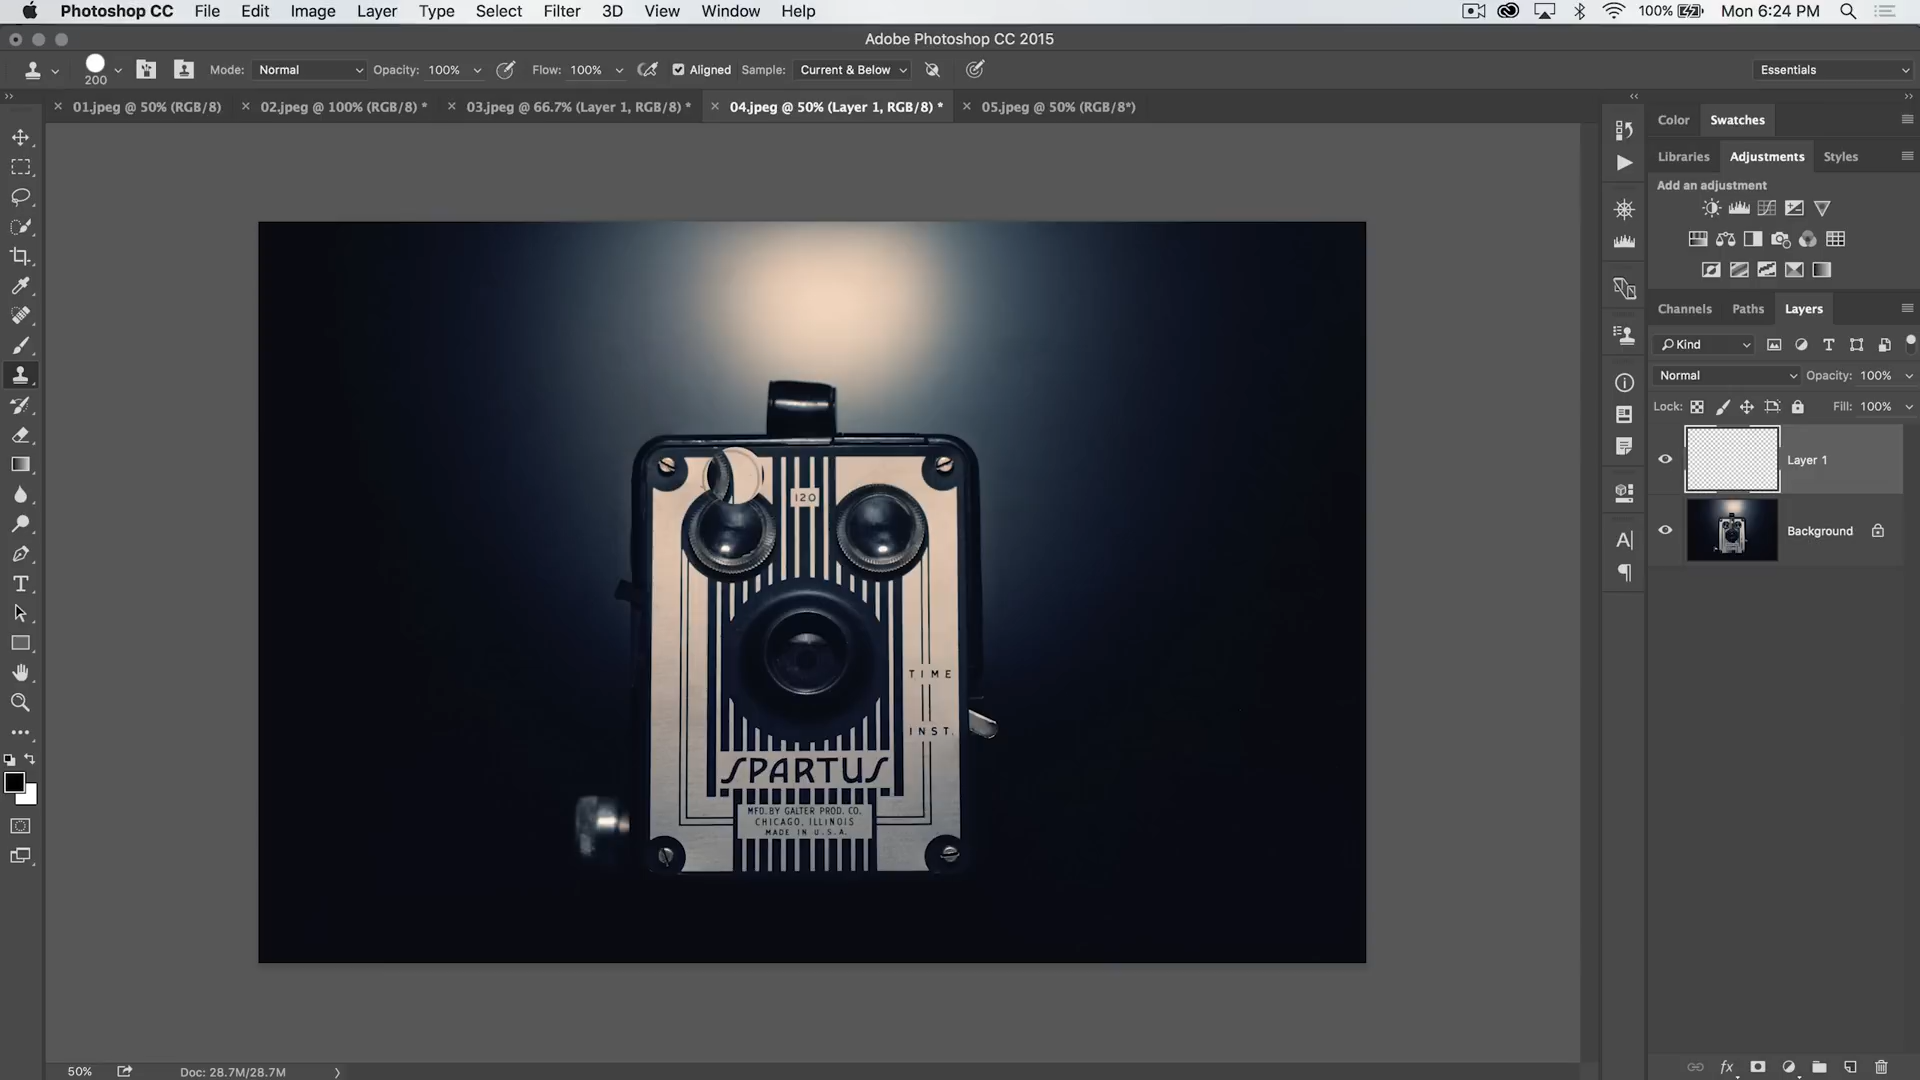 Photoshop CC File Edit Image Layer Type Select Filter 3D View Window Help 100% Mon 6:24 PM
Adobe Photoshop CC 2015
200 Mode: Normal Opacity: 100% Flow: 100% Aligned Sample: Current & Below Essentials
01.jpeg @ 50% (RGB/8) 02.jpeg @ 100% (RGB/8) * 03.jpeg @ 66.7% (Layer 1, RGB/8) * 04.jpeg @ 50% (Layer 1, RGB/8) * 05.jpeg @ 50% (RGB/8*)
Color Swatches
Libraries Adjustments Styles
Add an adjustment
Channels Paths Layers
Kind
Normal Opacity: 100%
Lock: Fill: 100%
Layer 1
Background
120
TIME
INST.
SPARTUS
MFD. BY GALTER PROD. CO.
CHICAGO, ILLINOIS
MADE IN U.S.A.
50% Doc: 28.7M/28.7M